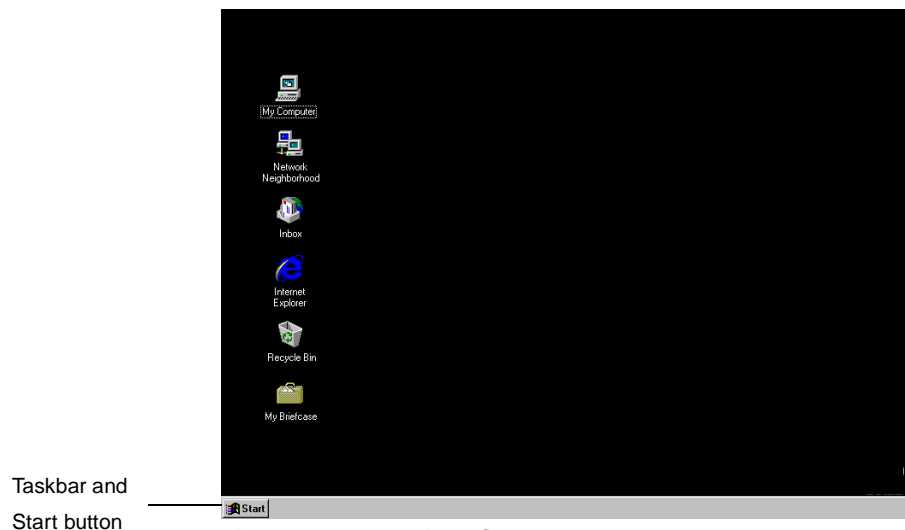 My Computer
Network
Neighborhood
Inbox
Internet
Explorer
Recycle Bin
My Briefcase
Taskbar and
Start button
Start